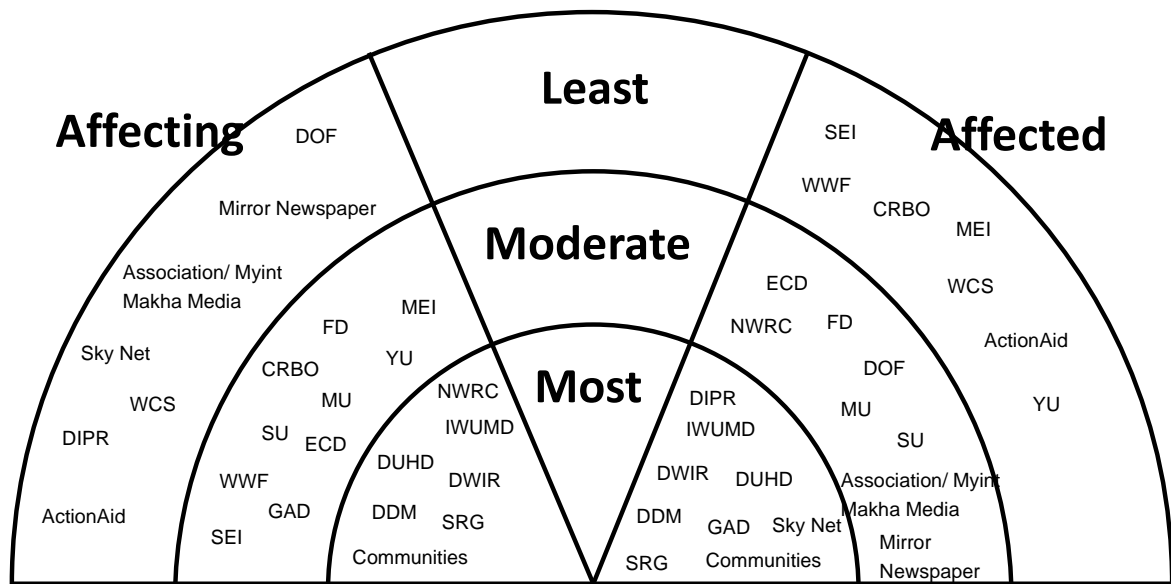 Least
Affecting
DOF
Mirror Newspaper
Association/ Myint
Makha Media
Sky Net
WCS
DIPR
ActionAid
Moderate
MEI
FD
YU
CRBO
MU
SU
ECD
WWF
GAD
SEI
Most
NWRC
IWUMD
DUHD
DWIR
DDM
SRG
Communities
Affected
SEI
WWF
CRBO
MEI
WCS
ActionAid
YU
ECD
NWRC
FD
DOF
MU
SU
Association/ Myint
Makha Media
Mirror
Newspaper
DIPR
IWUMD
DWIR
DUHD
DDM
GAD
Sky Net
SRG
Communities